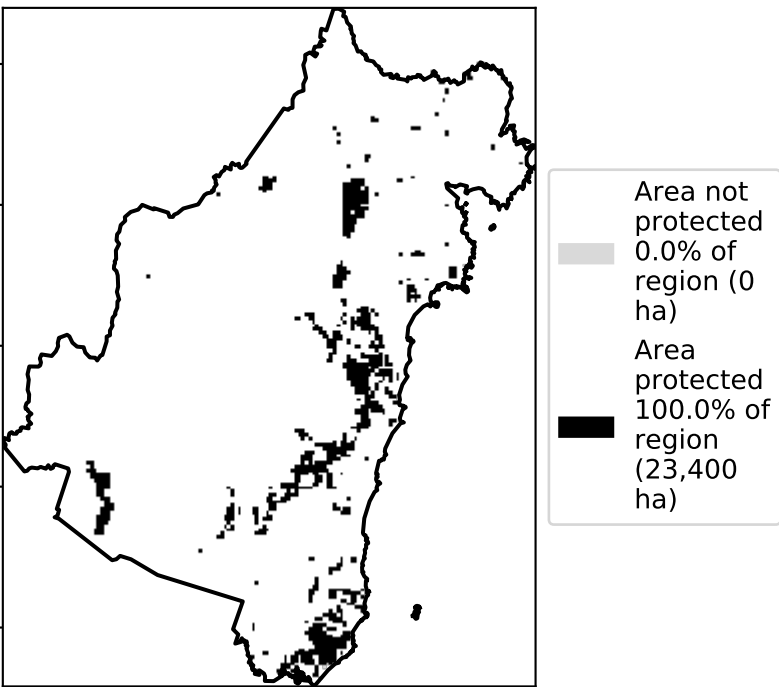 Area not
protected
0.0% of
region (0
ha)
Area
protected
100.0% of
region
(23,400
ha)